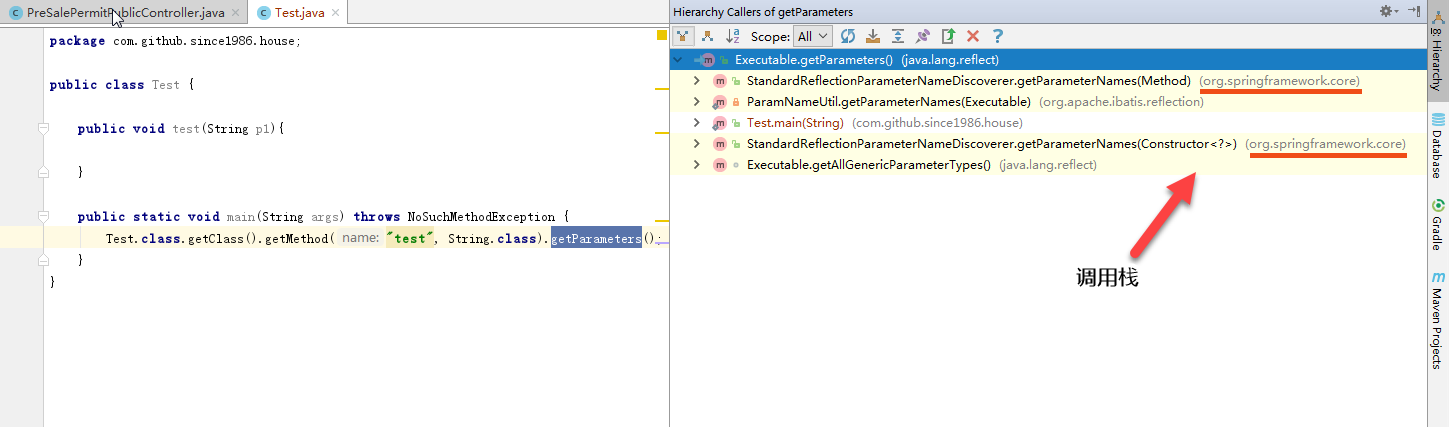 PreSalePermitPublicController.java
Test.java
package com.github.since1986.house;
public class Test {
public void test(String p1){
}
public static void main(String args) throws NoSuchMethodException {
Test.class.getClass().getMethod( name: "test", String.class).getParameters();
}
}
Hierarchy Callers of getParameters
Scope: All
Executable.getParameters() (java.lang.reflect)
StandardReflectionParameterNameDiscoverer.getParameterNames(Method) (org.springframework.core)
ParamNameUtil.getParameterNames(Executable) (org.apache.ibatis.reflection)
Test.main(String) (com.github.since1986.house)
StandardReflectionParameterNameDiscoverer.getParameterNames(Constructor<?>) (org.springframework.core)
Executable.getAllGenericParameterTypes() (java.lang.reflect)
调用栈
8: Hierarchy
Database
Gradle
Maven Projects